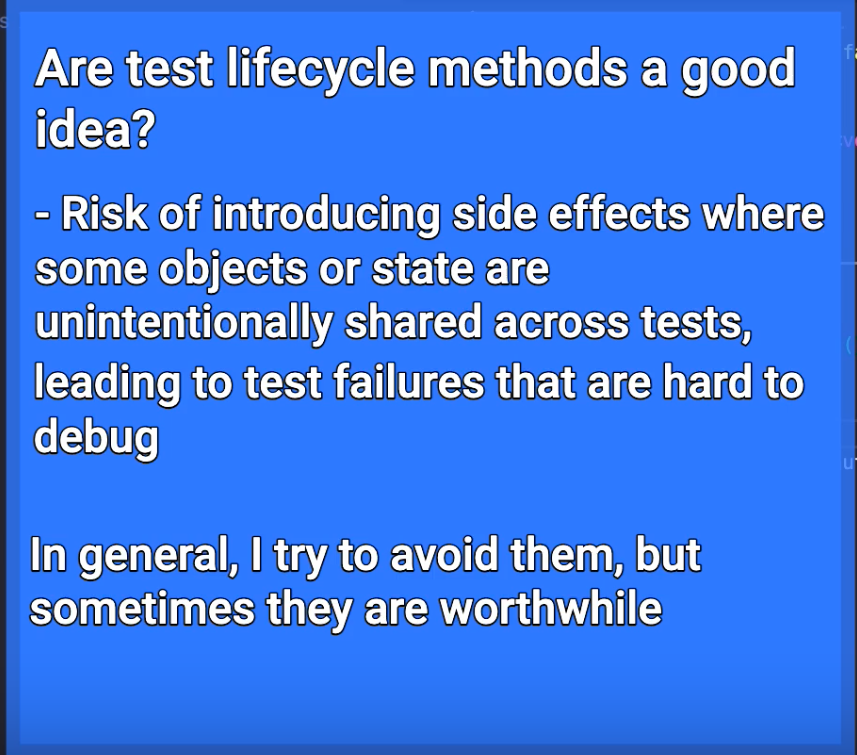 Are test lifecycle methods a good
idea?
- Risk of introducing side effects where
some objects or state are
unintentionally shared across tests,
leading to test failures that are hard to
debug
In general, I try to avoid them, but
sometimes they are worthwhile